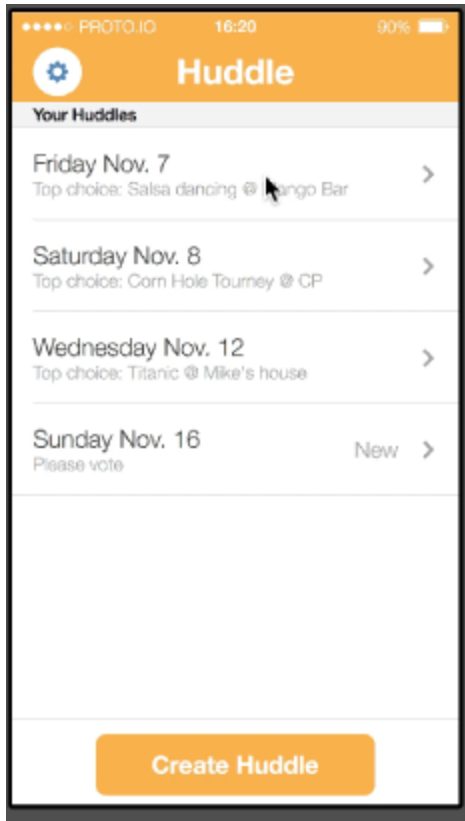 PROTO.IO 16:20 90%
Huddle
Your Huddles
Friday Nov. 7
Top choice: Salsa dancing @ Bar
Saturday Nov. 8
Top choice: Corn Hole Tourney @ CP
Wednesday Nov. 12
Top choice: Titanic @ Mike's house
Sunday Nov. 16
New
Please vote
Create Huddle